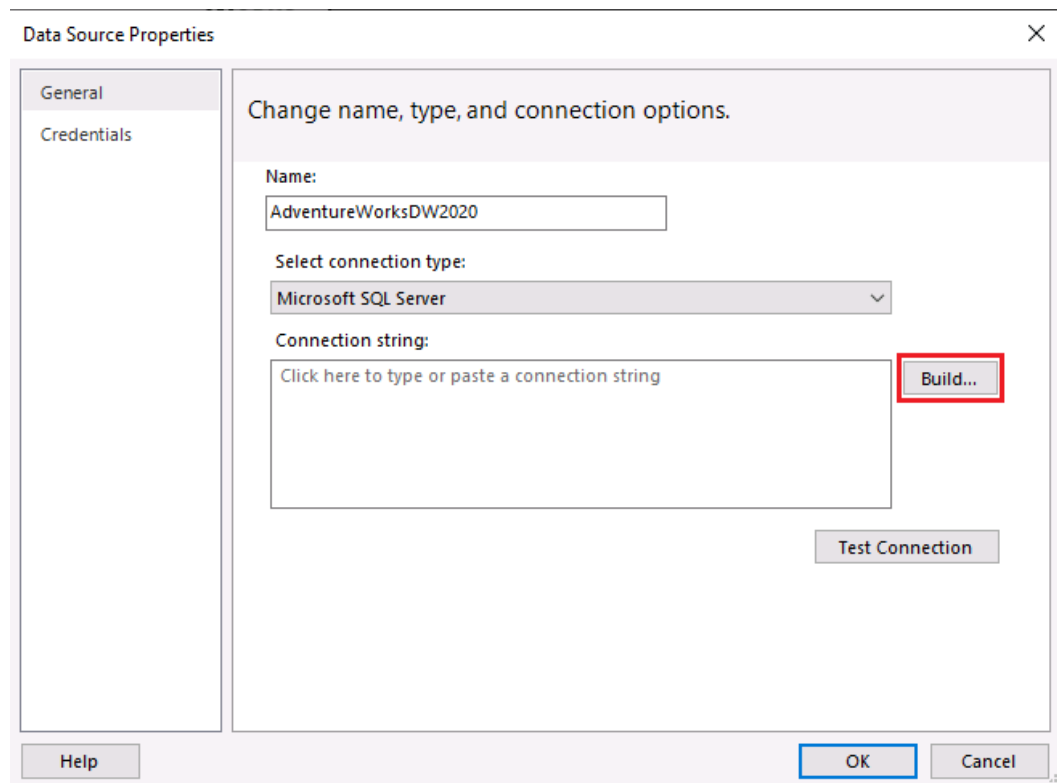 Data Source Properties
General
Credentials
Change name, type, and connection options.
Name:
AdventureWorksDW2020
Select connection type:
Microsoft SQL Server
Connection string:
Click here to type or paste a connection string
Build...
Test Connection
Help
OK
Cancel